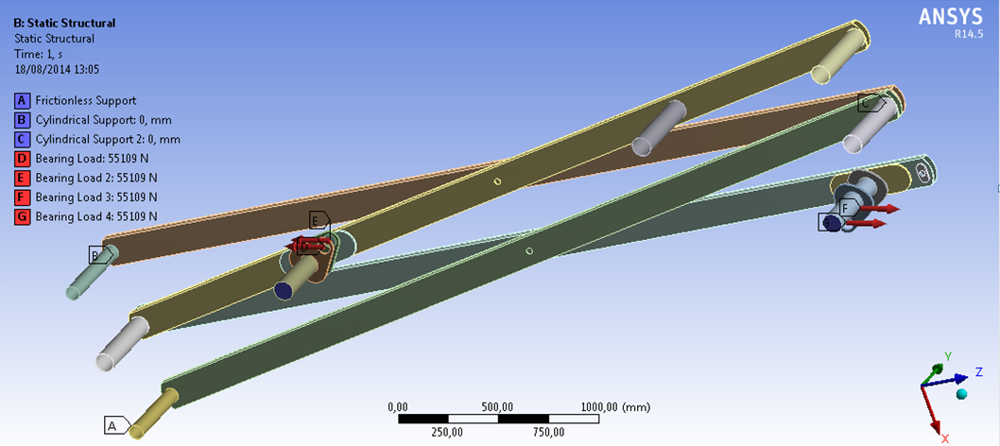 B: Static Structural
Static Structural
Time: 1, s
18/08/2014 13:05
A Frictionless Support
B Cylindrical Support: 0, mm
C Cylindrical Support 2: 0, mm
D Bearing Load: 55109 N
E Bearing Load 2: 55109 N
F Bearing Load 3: 55109 N
G Bearing Load 4: 55109 N
ANSYS
R14.5
C
F
E
D
B
A
0,00 500,00 1000,00 (mm)
250,00 750,00
Y
Z
X